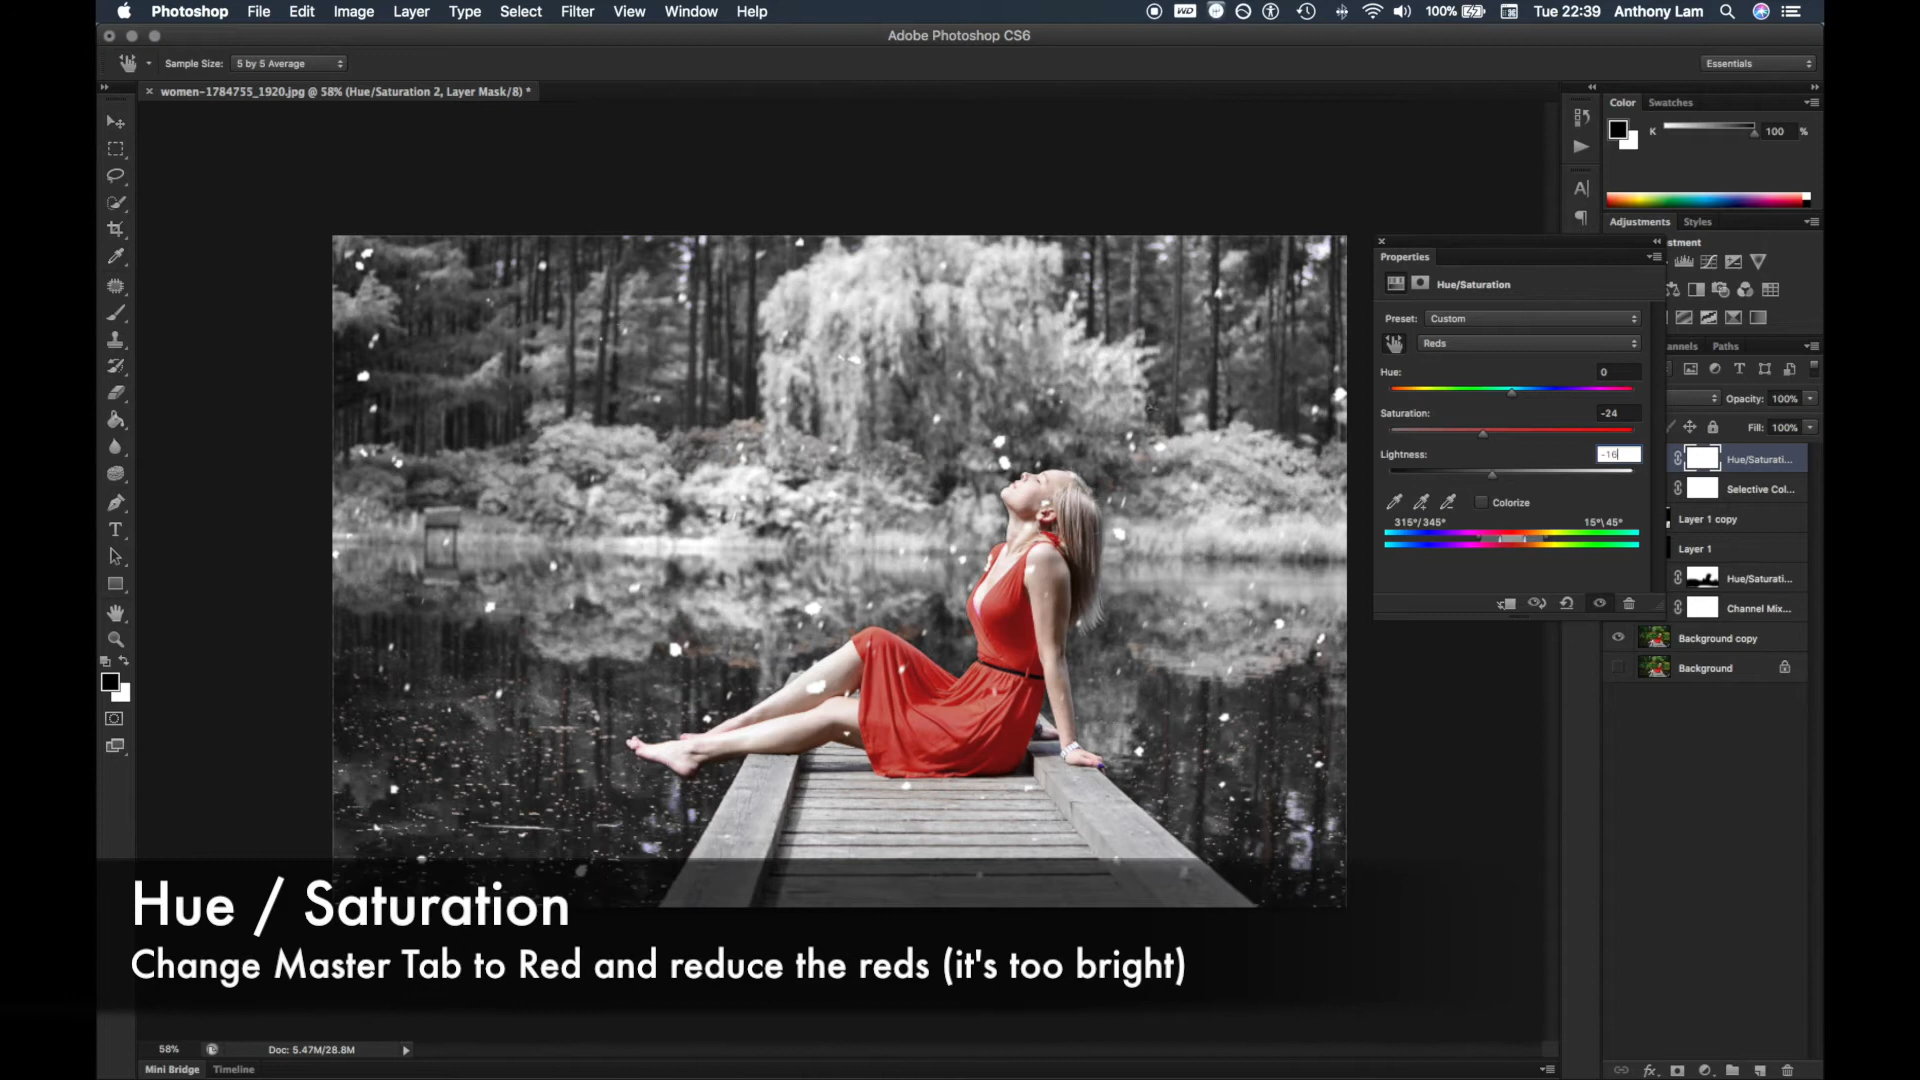 Photoshop File Edit Image Layer Type Select Filter View Window Help
WD 100% Tue 22:39 Anthony Lam
Adobe Photoshop CS6
Sample Size: 5 by 5 Average
Essentials
women-1784755_1920.jpg @ 58% (Hue/Saturation 2, Layer Mask/8) *
Color Swatches
K 100 %
Adjustments Styles
stment
Properties
Hue/Saturation
Preset: Custom
Reds
Hue: 0
Saturation: -24
Lightness: -16
Colorize
315°/345° 15°\45°
annels Paths
Opacity: 100%
Fill: 100%
Hue/Saturati...
Selective Col...
Layer 1 copy
Layer 1
Hue/Saturati...
Channel Mix...
Background copy
Background
Hue / Saturation
Change Master Tab to Red and reduce the reds (it's too bright)
58% Doc: 5.47M/28.8M
Mini Bridge Timeline